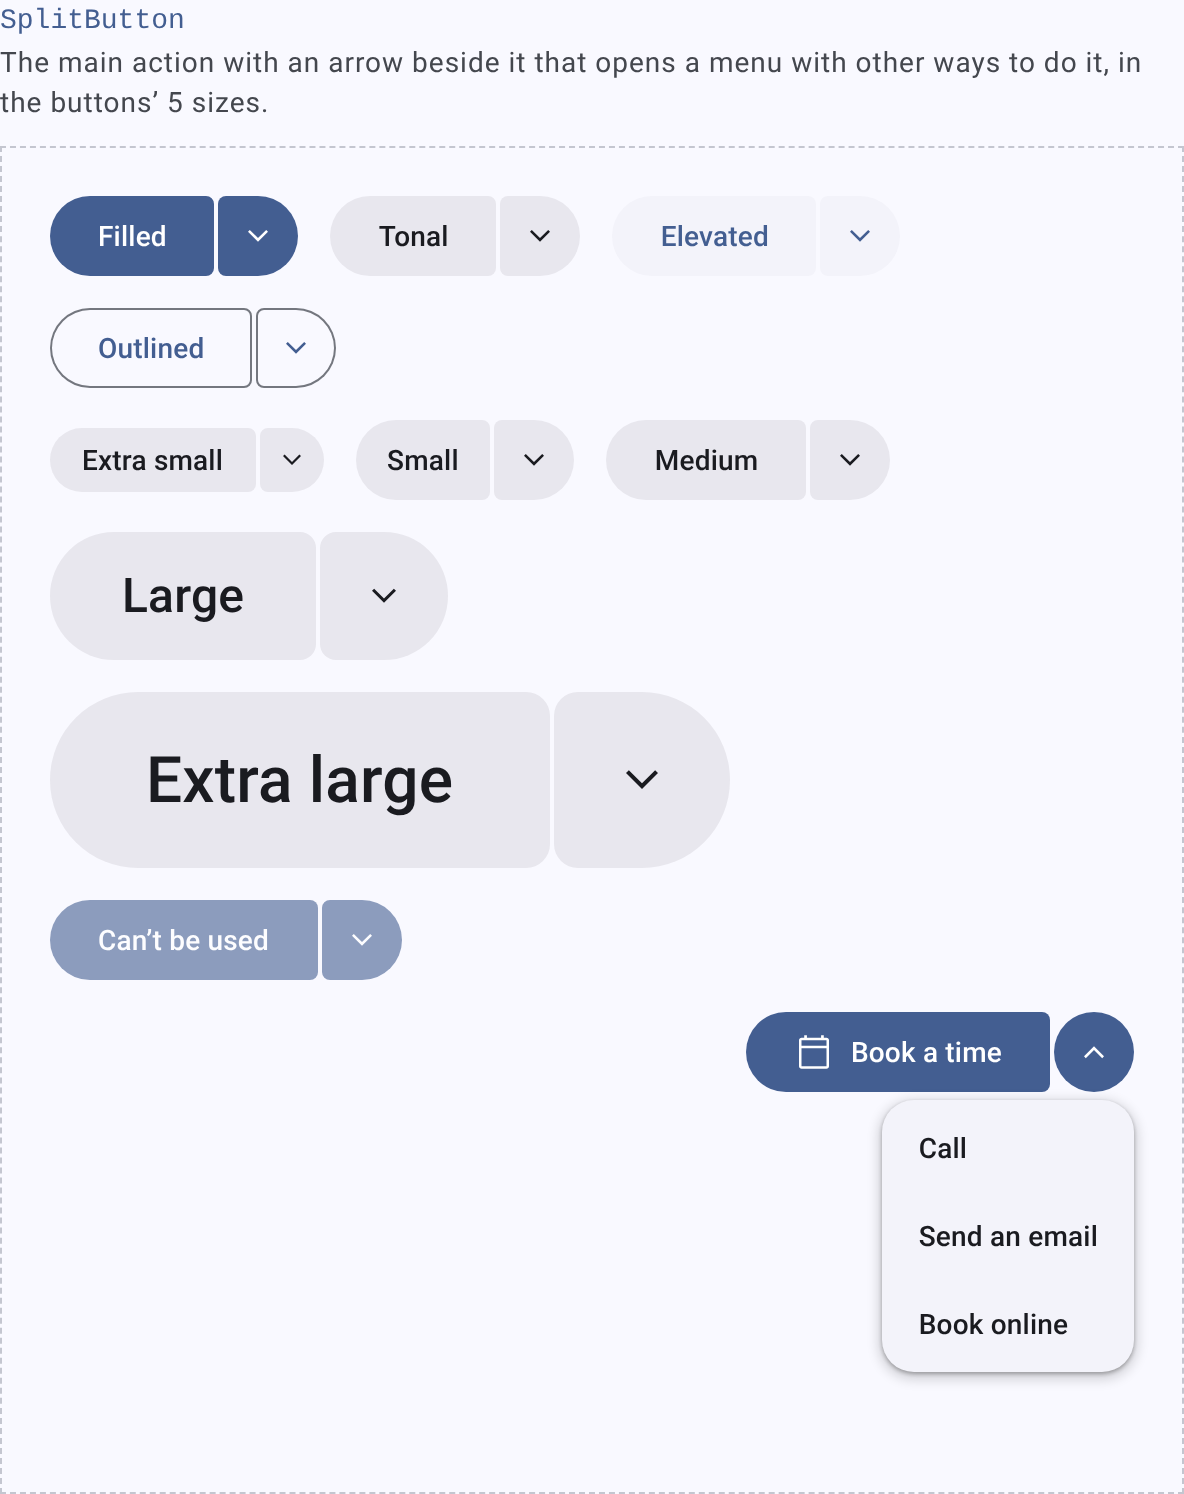 SplitButton
The main action with an arrow beside it that opens a menu with other ways to do it, in
the buttons’ 5 sizes.
Filled
Tonal
Elevated
Outlined
Extra small
Small
Medium
Large
Extra large
Can’t be used
Book a time
Call
Send an email
Book online